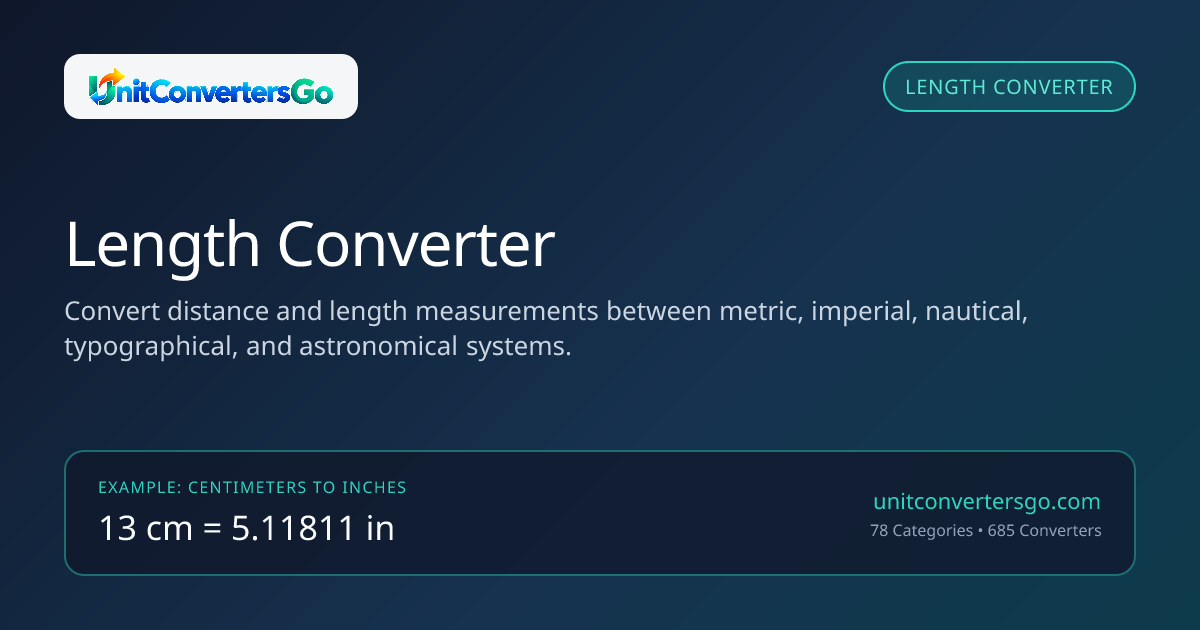 UnitConvertersGo
LENGTH CONVERTER
Length Converter
Convert distance and length measurements between metric, imperial, nautical,
typographical, and astronomical systems.
EXAMPLE: CENTIMETERS TO INCHES
13 cm = 5.11811 in
unitconvertersgo.com
78 Categories • 685 Converters